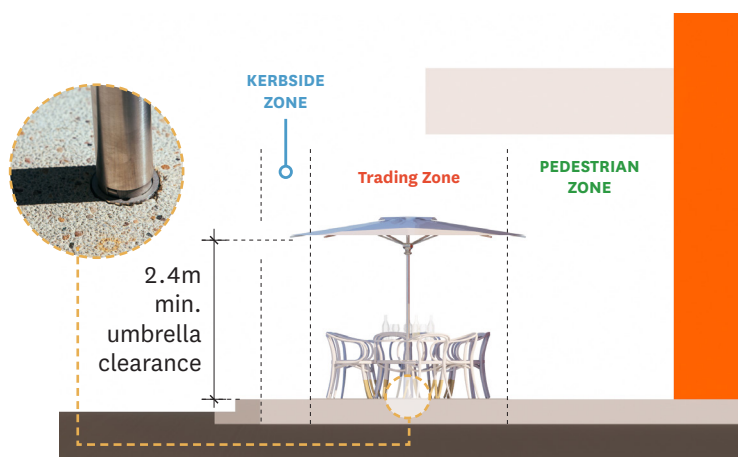 KERBSIDE
ZONE
Trading Zone
PEDESTRIAN
ZONE
2.4m
min.
umbrella
clearance